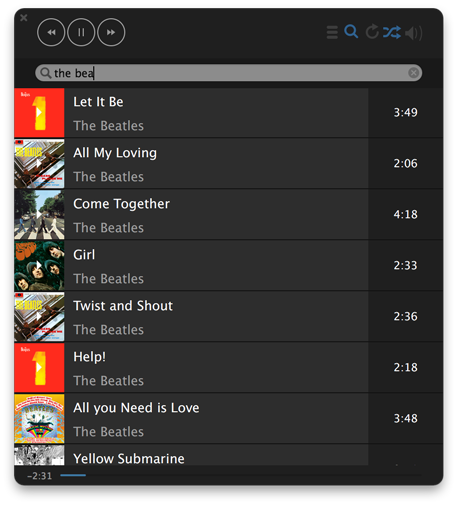 the bea
Let It Be
The Beatles
3:49
All My Loving
The Beatles
2:06
Come Together
The Beatles
4:18
Girl
The Beatles
2:33
Twist and Shout
The Beatles
2:36
Help!
The Beatles
2:18
All you Need is Love
The Beatles
3:48
Yellow Submarine
-2:31